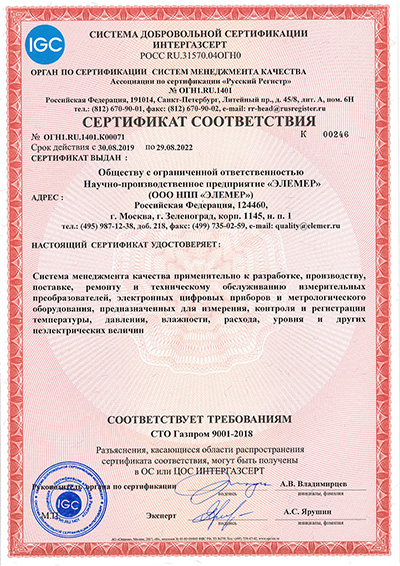 IGC
СИСТЕМА ДОБРОВОЛЬНОЙ СЕРТИФИКАЦИИ
ИНТЕРГАЗСЕРТ
РОСС RU.31570.04ОГН0
ОРГАН ПО СЕРТИФИКАЦИИ СИСТЕМ МЕНЕДЖМЕНТА КАЧЕСТВА
Ассоциации по сертификации «Русский Регистр»
№ ОГН1.RU.1401
Российская Федерация, 191014, Санкт-Петербург, Литейный пр., д. 45/8, лит. А, пом. 6Н
тел.: (812) 670-90-01, факс: (812) 670-90-02, e-mail: rr-head@rusregister.ru
СЕРТИФИКАТ СООТВЕТСТВИЯ
К 00246
№ ОГН1.RU.1401.К00071
Срок действия с 30.08.2019 по 29.08.2022
СЕРТИФИКАТ ВЫДАН :
Обществу с ограниченной ответственностью
Научно-производственное предприятие «ЭЛЕМЕР»
(ООО НПП «ЭЛЕМЕР»)
АДРЕС :
Российская Федерация, 124460,
г. Москва, г. Зеленоград, корп. 1145, н. п. 1
тел.: (495) 987-12-38, доб. 218, факс: (499) 735-02-59, e-mail: quality@elemer.ru
НАСТОЯЩИЙ СЕРТИФИКАТ УДОСТОВЕРЯЕТ :
Система менеджмента качества применительно к разработке, производству,
поставке, ремонту и техническому обслуживанию измерительных
преобразователей, электронных цифровых приборов и метрологического
оборудования, предназначенных для измерения, контроля и регистрации
температуры, давления, влажности, расхода, уровня и других
неэлектрических величин
СООТВЕТСТВУЕТ ТРЕБОВАНИЯМ
СТО Газпром 9001-2018
Разъяснения, касающиеся области распространения
сертификата соответствия, могут быть получены
в ОС или ЦОС ИНТЕРГАЗСЕРТ
Руководитель органа по сертификации
А.В. Владимирцев
подпись
инициалы, фамилия
IGC
М.П.
Эксперт
А.С. Ярушин
подпись
инициалы, фамилия